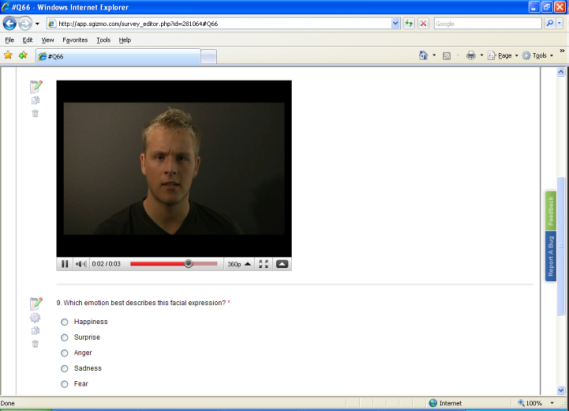 #Q66 - Windows Internet Explorer
http://app.sgizmo.com/survey_editor.php?id=281064#Q66
Google
File Edit View Favorites Tools Help
#Q66
Page Tools
0:02 / 0:03
360p
Feedback
Report A Bug
9. Which emotion best describes this facial expression? *
Happiness
Surprise
Anger
Sadness
Fear
Done
Internet
100%